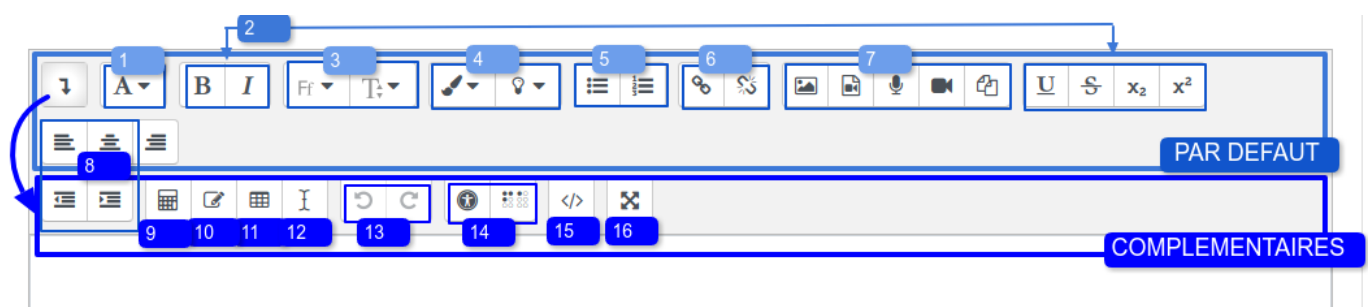 2
1 3 4 5 6 7
A B I Ff T U S x₂ x²
PAR DEFAUT
8
</>
9 10 11 12 13 14 15 16
COMPLEMENTAIRES